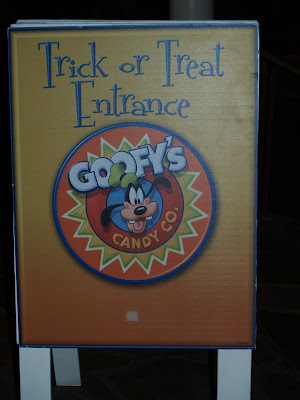 Trick or Treat
Entrance
GOOFY'S
CANDY CO.